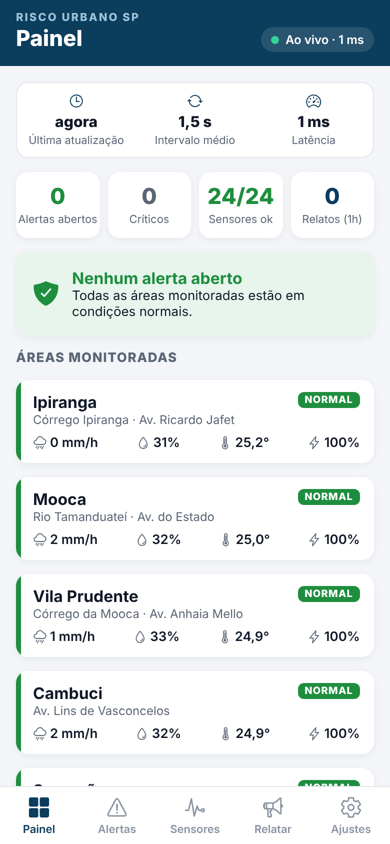 RISCO URBANO SP
Painel
Ao vivo · 1 ms
agora
Última atualização
1,5 s
Intervalo médio
1 ms
Latência
0
Alertas abertos
0
Críticos
24/24
Sensores ok
0
Relatos (1h)
Nenhum alerta aberto
Todas as áreas monitoradas estão em
condições normais.
ÁREAS MONITORADAS
Ipiranga
NORMAL
Córrego Ipiranga · Av. Ricardo Jafet
0 mm/h 31% 25,2° 100%
Mooca
NORMAL
Rio Tamanduateí · Av. do Estado
2 mm/h 32% 25,0° 100%
Vila Prudente
NORMAL
Córrego da Mooca · Av. Anhaia Mello
1 mm/h 33% 24,9° 100%
Cambuci
NORMAL
Av. Lins de Vasconcelos
2 mm/h 32% 24,9° 100%
Painel Alertas Sensores Relatar Ajustes